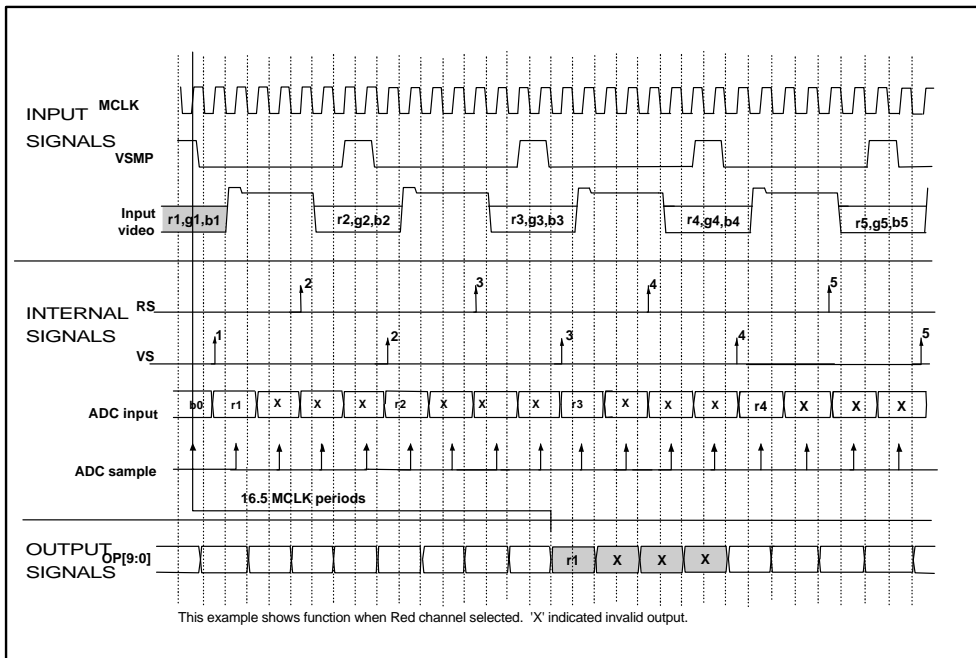 INPUT
SIGNALS
MCLK
VSMP
Input
video
r1,g1,b1
r2,g2,b2
r3,g3,b3
r4,g4,b4
r5,g5,b5
INTERNAL
SIGNALS
RS
2
3
4
5
VS
1
2
3
4
5
ADC input
b0
r1
X
X
X
r2
X
X
X
r3
X
X
X
r4
X
X
X
ADC sample
16.5 MCLK periods
OUTPUT
SIGNALS
OP[9:0]
r1
X
X
X
This example shows function when Red channel selected. 'X' indicated invalid output.